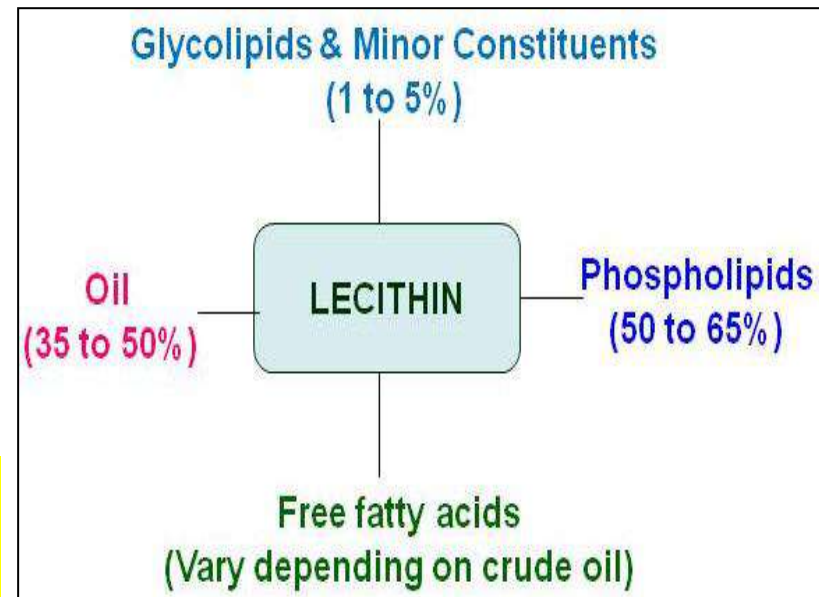 Glycolipids & Minor Constituents
(1 to 5%)
Oil
(35 to 50%)
LECITHIN
Phospholipids
(50 to 65%)
Free fatty acids
(Vary depending on crude oil)